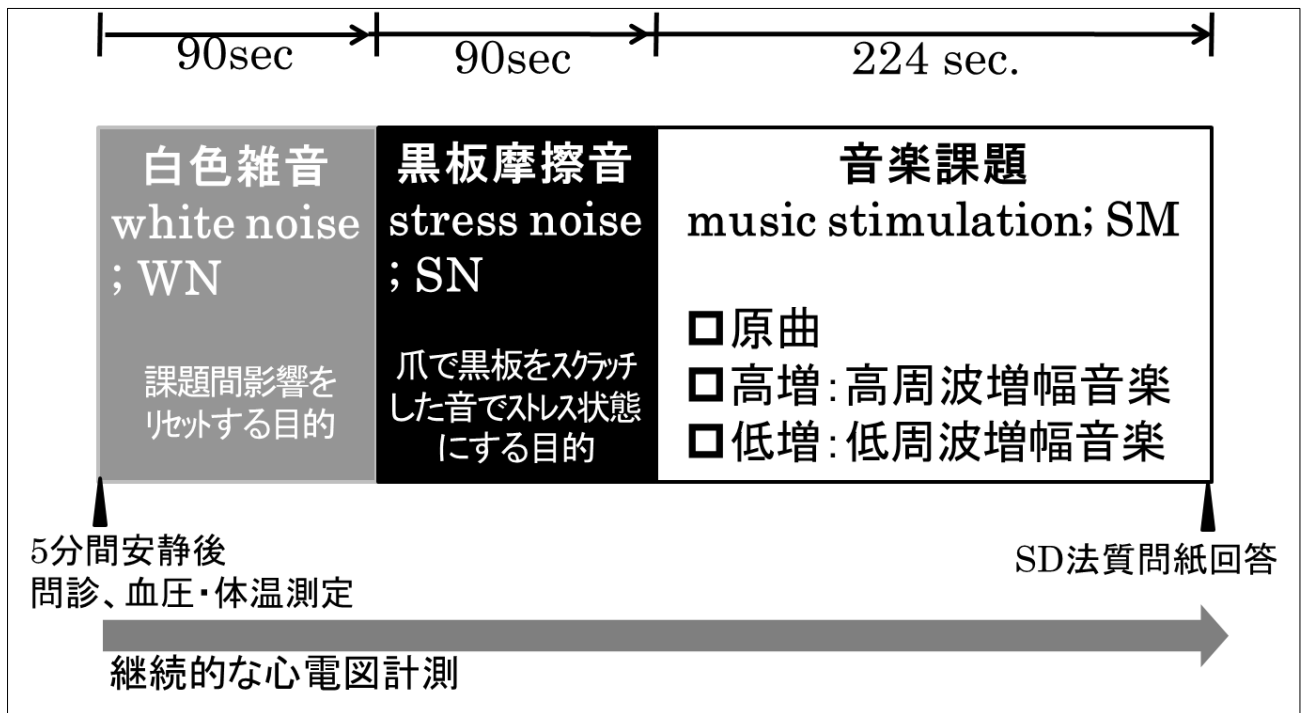 90sec
90sec
224 sec.
白色雑音
white noise
; WN
課題間影響を
リセットする目的
黒板摩擦音
stress noise
; SN
爪で黒板をスクラッチ
した音でストレス状態
にする目的
音楽課題
music stimulation; SM
□原曲
□高増:高周波増幅音楽
□低増:低周波増幅音楽
5分間安静後
問診、血圧・体温測定
SD法質問紙回答
継続的な心電図計測